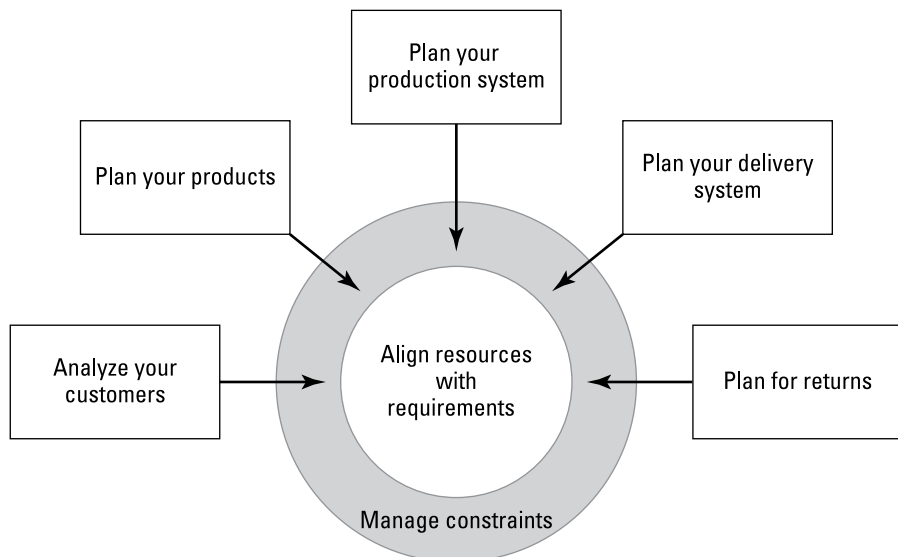 Plan your
production system
Plan your products
Plan your delivery
system
Analyze your
customers
Align resources
with
requirements
Plan for returns
Manage constraints